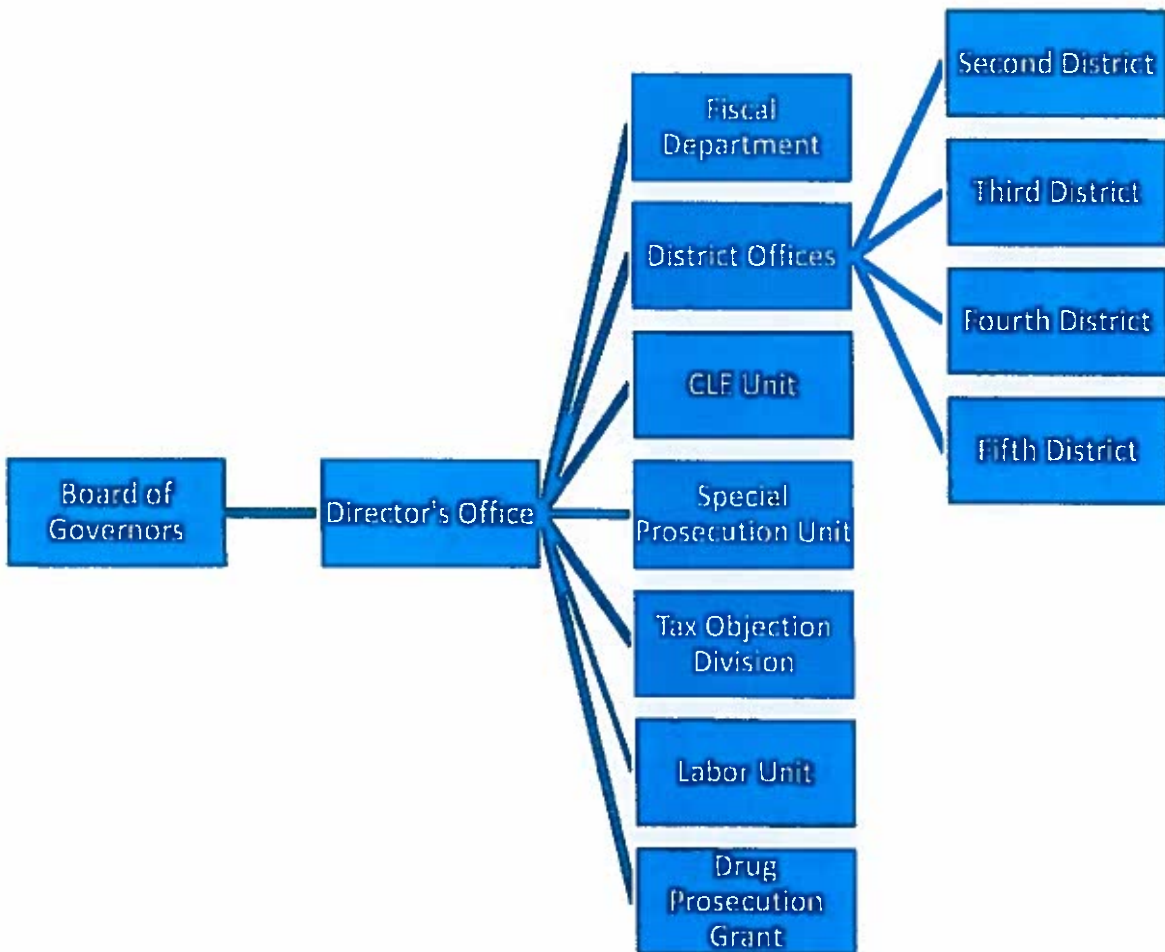 Board of
Governors
Director's Office
Fiscal
Department
District Offices
CLE Unit
Special
Prosecution Unit
Tax Objection
Division
Labor Unit
Drug
Prosecution
Grant
Second District
Third District
Fourth District
Fifth District